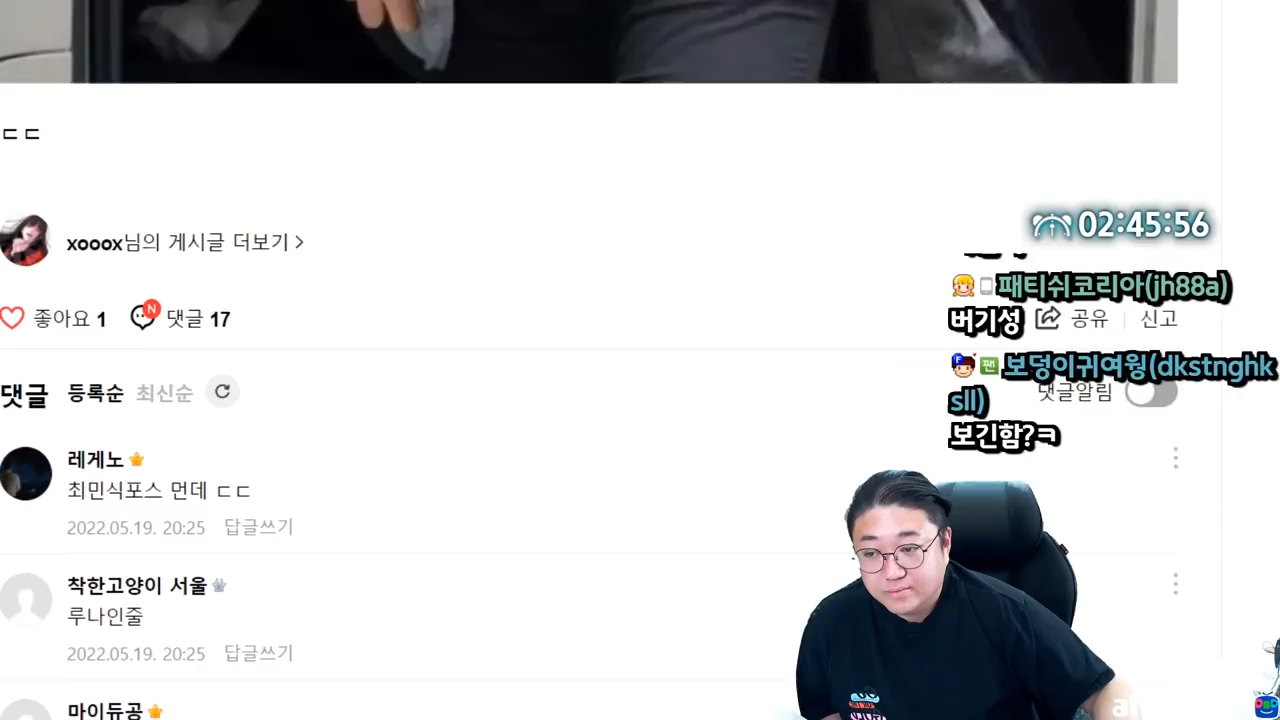 ㄷㄷ
xooox님의 게시글 더보기 >
02:45:56
패티쉬코리아(jh88a)
버기성
좋아요 1 댓글 17 공유 신고
N
보덩이귀여웡(dkstnghk
sll)
보긴함?ㅋ
댓글 등록순 최신순 댓글알림
레게노
최민식포스 먼데 ㄷㄷ
2022.05.19. 20:25 답글쓰기
착한고양이 서울
루나인줄
2022.05.19. 20:25 답글쓰기
마이듀공